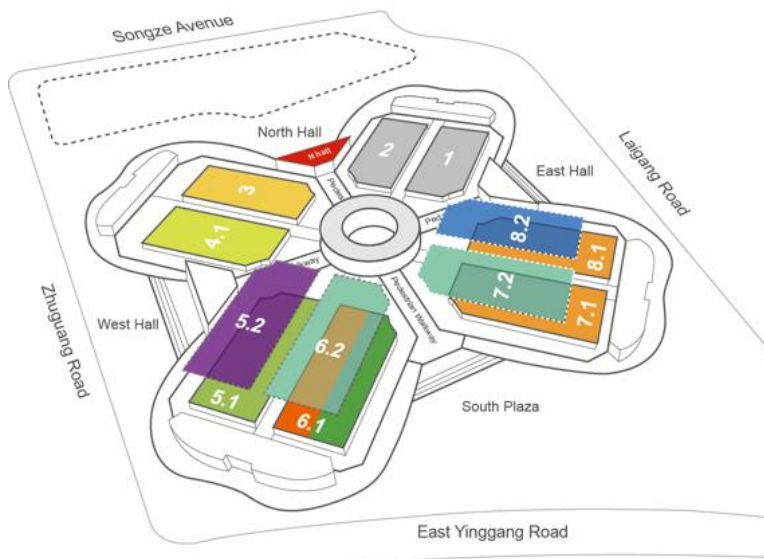 Songze Avenue
North Hall
N hall
2
1
Laigang Road
East Hall
3
4.1
8.2
8.1
7.2
7.1
Pedestrian Walkway
West Hall
Zhuguang Road
5.2
6.2
5.1
6.1
South Plaza
East Yinggang Road